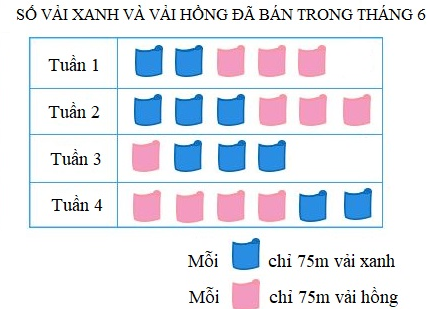 SỐ VẢI XANH VÀ VẢI HỒNG ĐÃ BÁN TRONG THÁNG 6
Tuần 1
Tuần 2
Tuần 3
Tuần 4
Mỗi chỉ 75m vải xanh
Mỗi chỉ 75m vải hồng